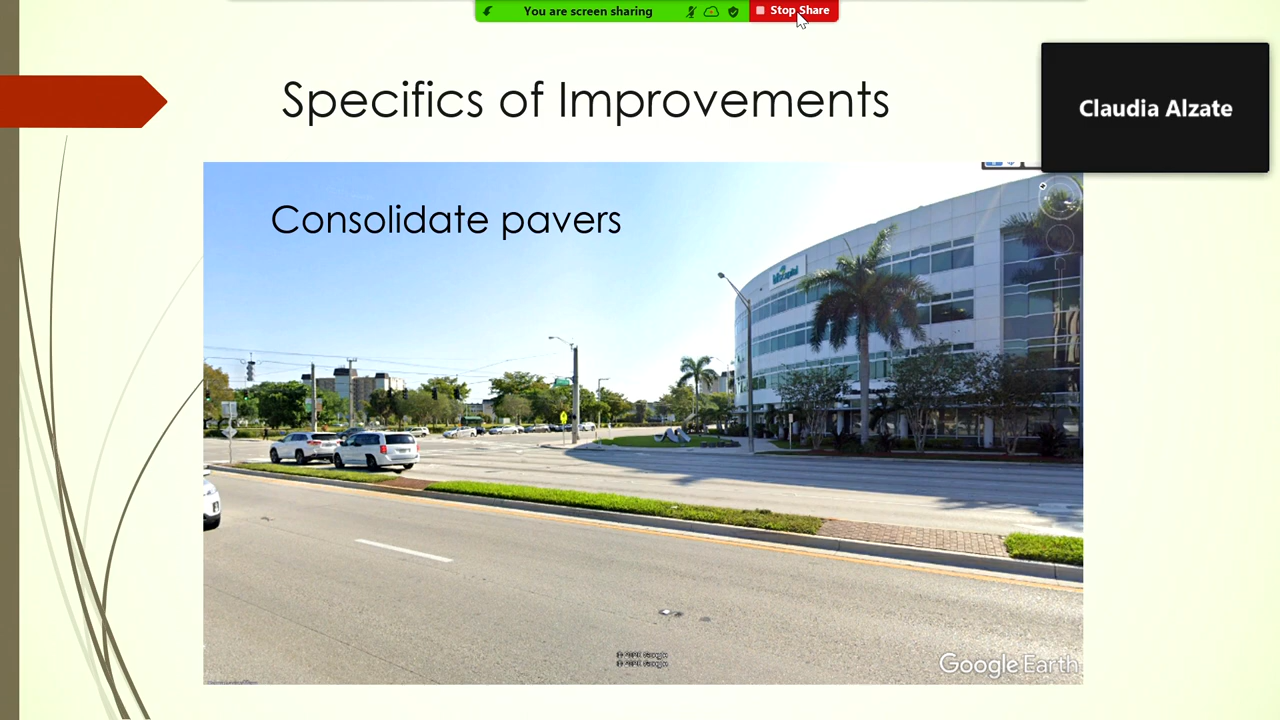 You are screen sharing
Stop Share
Specifics of Improvements
Claudia Alzate
Consolidate pavers
Google Earth